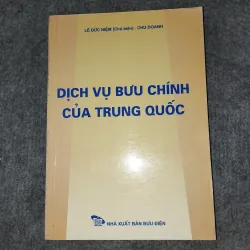 LÊ ĐỨC NIỆM (Chủ biên) - CHU DOANH
DỊCH VỤ BƯU CHÍNH
CỦA TRUNG QUỐC
NHÀ XUẤT BẢN BƯU ĐIỆN